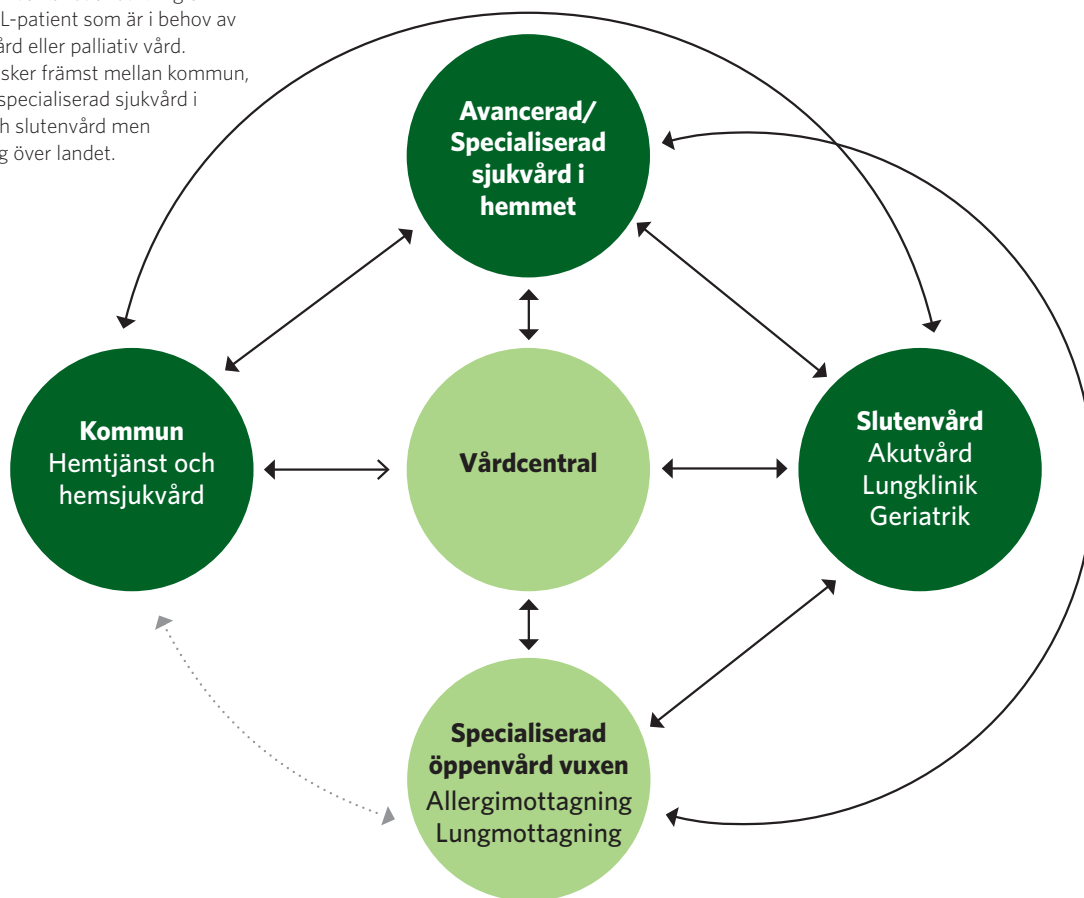 L-patient som är i behov av
ård eller palliativ vård.
sker främst mellan kommun,
specialiserad sjukvård i
h slutenvård men
g över landet.
Avancerad/
Specialiserad
sjukvård i
hemmet
Kommun
Hemtjänst och
hemsjukvård
Vårdcentral
Slutenvård
Akutvård
Lungklinik
Geriatrik
Specialiserad
öppenvård vuxen
Allergimottagning
Lungmottagning